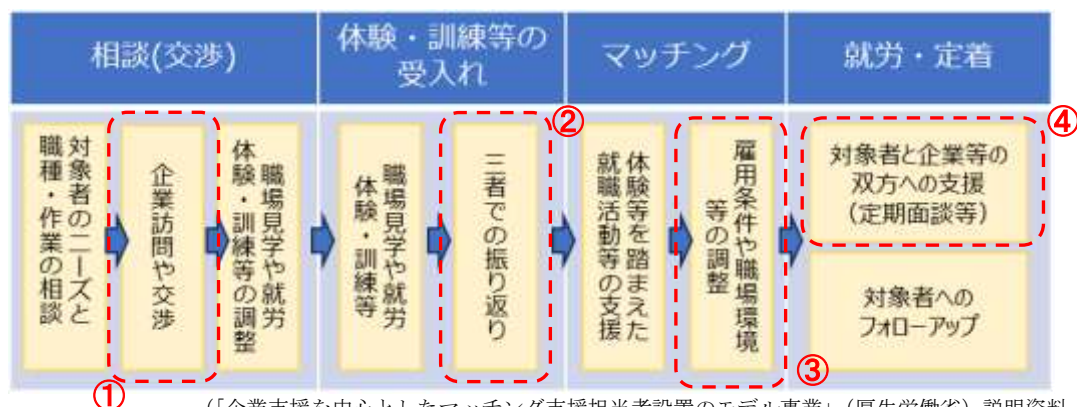 相談(交渉)
体験・訓練等の
受入れ
マッチング
就労・定着
対象者のニーズと
職種・作業の相談
①
企業訪問や交渉
職場見学や就労
体験・訓練等の調整
職場見学や就労
体験・訓練等
②
三者での振り返り
体験等を踏まえた
就職活動等の支援
③
雇用条件や職場環境
等の調整
④
対象者と企業等の
双方への支援
(定期面談等)
対象者への
フォローアップ
(「企業支援を中心としたマッチング支援担当者設置のモデル事業」(厚生労働省)説明資料